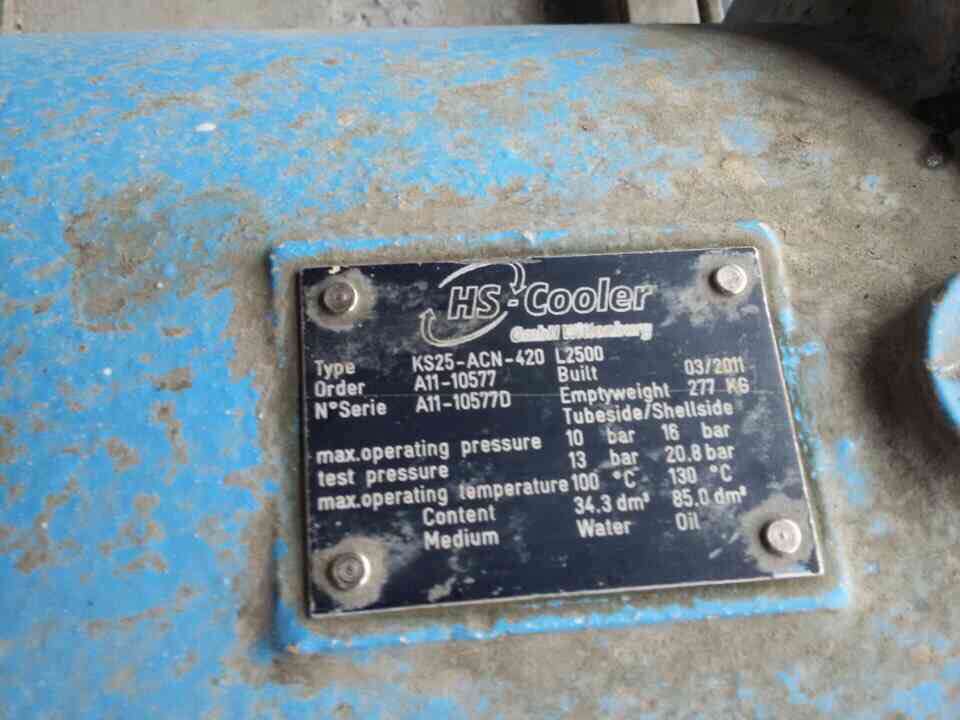 HS-Cooler
GmbH Wittenburg
Type KS25-ACN-420 L2500
Order A11-10577 Built 03/2011
N°Serie A11-10577D Emptyweight 277 KG
Tubeside/Shellside
max.operating pressure 10 bar 16 bar
test pressure 13 bar 20.8 bar
max.operating temperature 100 °C 130 °C
Content 34.3 dm³ 85.0 dm³
Medium Water Oil